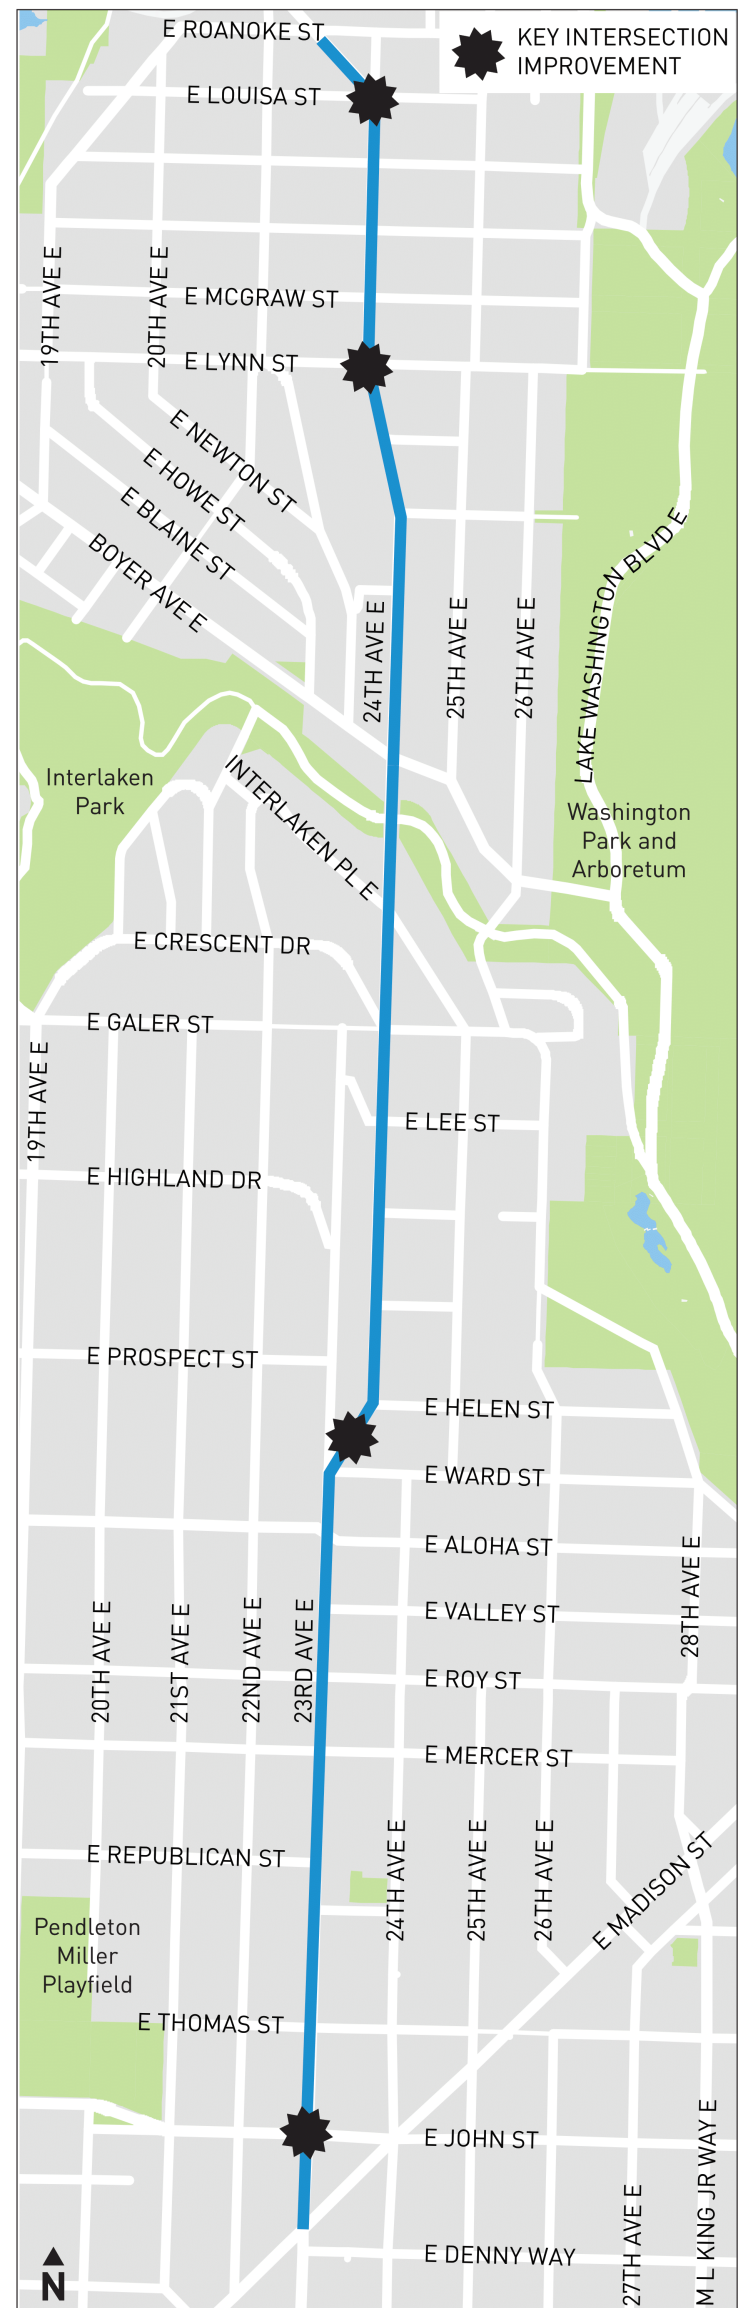 E ROANOKE ST
KEY INTERSECTION
IMPROVEMENT
E LOUISA ST
19TH AVE E
20TH AVE E
E MCGRAW ST
E LYNN ST
E NEWTON ST
E HOWE ST
E BLAINE ST
BOYER AVE E
LAKE WASHINGTON BLVD E
24TH AVE E
25TH AVE E
26TH AVE E
Interlaken
Park
INTERLAKEN PL E
Washington
Park and
Arboretum
E CRESCENT DR
E GALER ST
19TH AVE E
E LEE ST
E HIGHLAND DR
E PROSPECT ST
E HELEN ST
E WARD ST
E ALOHA ST
28TH AVE E
E VALLEY ST
20TH AVE E
21ST AVE E
22ND AVE E
23RD AVE E
E ROY ST
E MERCER ST
E REPUBLICAN ST
24TH AVE E
25TH AVE E
26TH AVE E
E MADISON ST
Pendleton
Miller
Playfield
E THOMAS ST
E JOHN ST
M L KING JR WAY E
27TH AVE E
E DENNY WAY
N